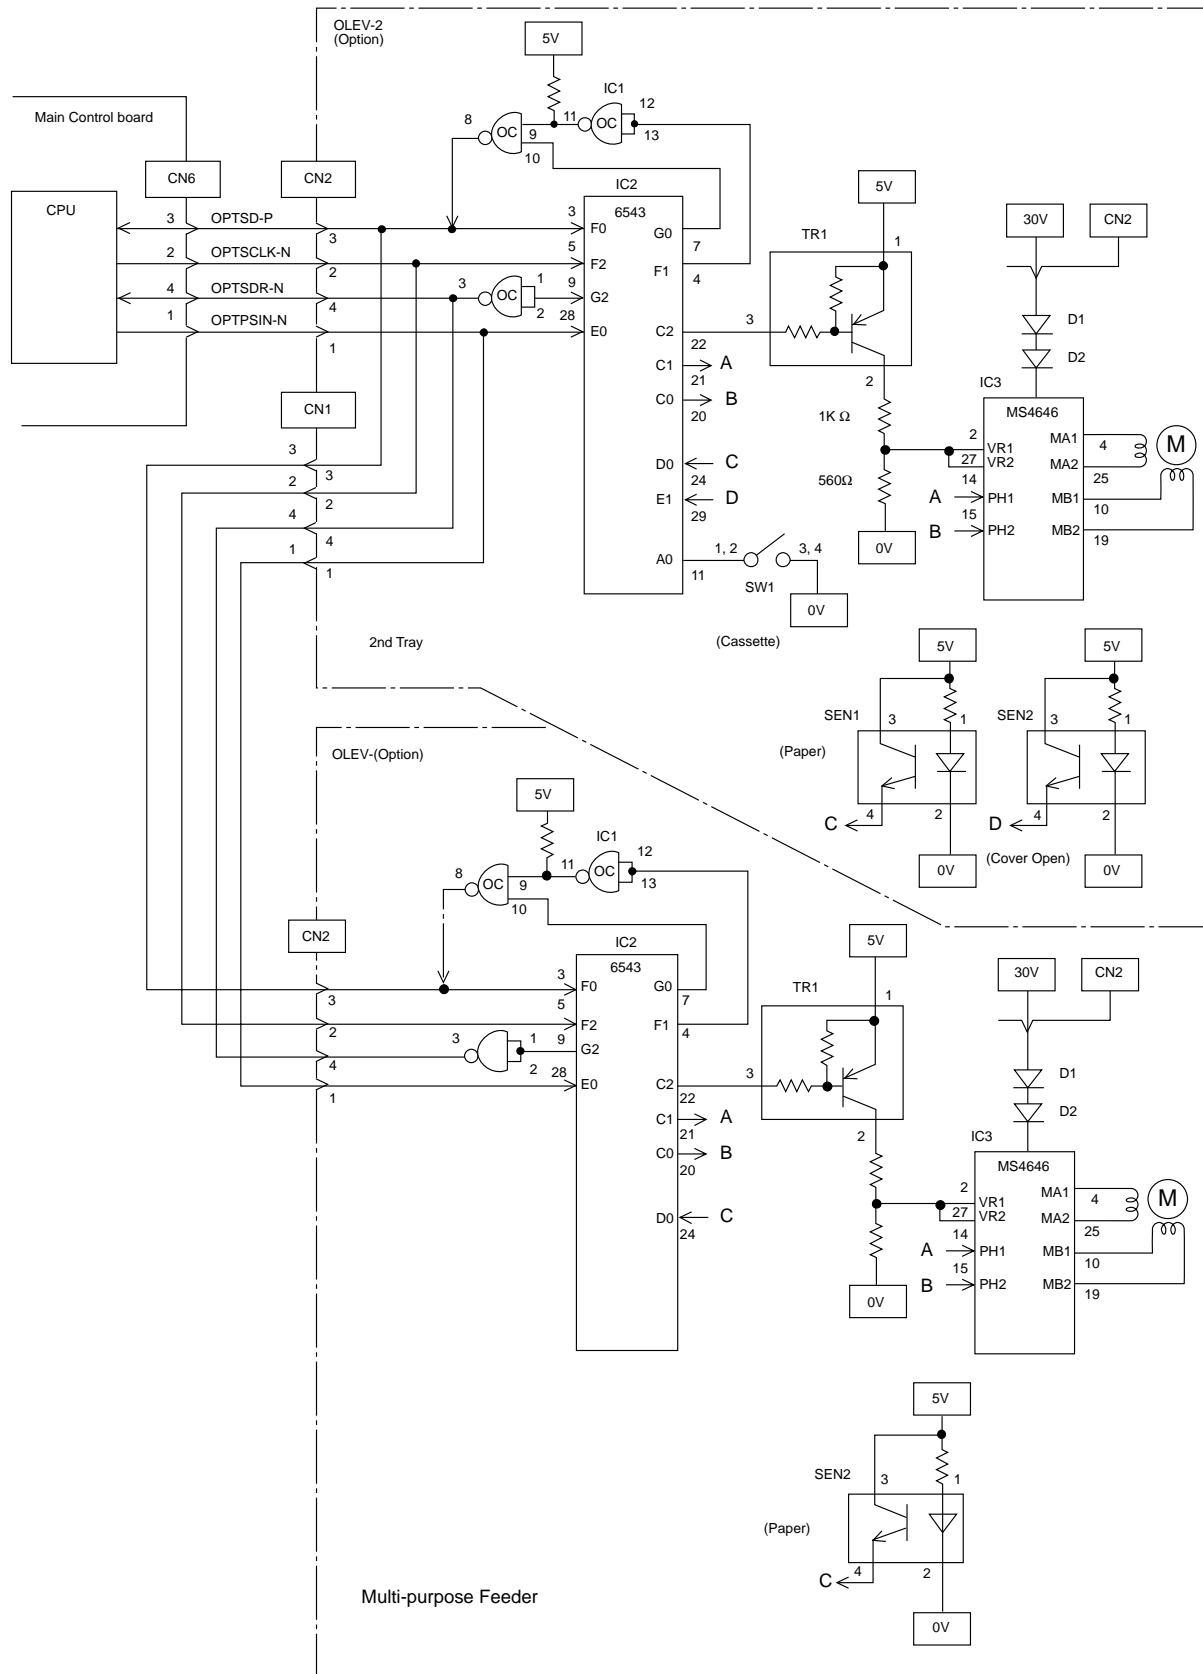 OLEV-2
(Option)
5V
IC1
Main Control board
12
8
OC
9
11
OC
13
10
CN6
CN2
IC2
5V
CPU
6543
30V
CN2
3
OPTSD-P
3
3
F0
G0
TR1
1
2
OPTSCLK-N
2
5
F2
7
F1
4
4
OPTSDR-N
4
3
OC
1
2
9
G2
D1
1
OPTPSIN-N
1
28
E0
C2
22
3
D2
C1
A
21
2
IC3
CN1
C0
B
20
1K Ω
MS4646
3
3
2
VR1
MA1
4
M
D0
C
24
27
VR2
MA2
25
2
2
560Ω
14
A
PH1
MB1
10
E1
D
29
4
4
15
B
PH2
MB2
19
0V
1
1
A0
11
1, 2
3, 4
SW1
0V
2nd Tray
(Cassette)
5V
5V
SEN1
3
1
SEN2
3
1
OLEV-(Option)
(Paper)
5V
C
4
2
D
4
2
IC1
12
(Cover Open)
8
OC
9
11
OC
13
0V
0V
10
CN2
IC2
5V
6543
30V
CN2
3
3
F0
G0
7
TR1
1
2
5
F2
F1
4
4
3
1
2
9
G2
D1
1
28
E0
C2
22
3
D2
C1
A
21
2
IC3
C0
B
20
MS4646
2
VR1
MA1
4
M
D0
C
24
27
VR2
MA2
25
14
A
PH1
MB1
10
15
B
PH2
MB2
19
0V
5V
SEN2
3
1
(Paper)
C
4
2
Multi-purpose Feeder
0V